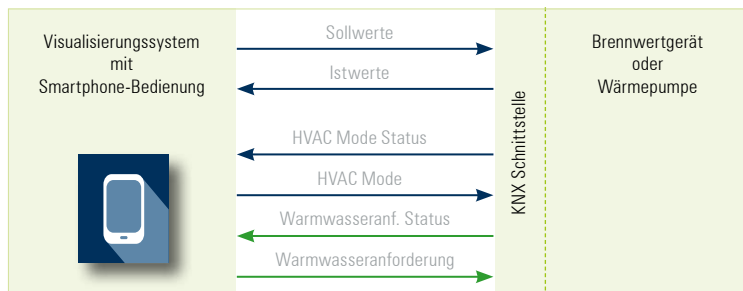 Visualisierungssystem
mit
Smartphone-Bedienung
Sollwerte
Istwerte
HVAC Mode Status
HVAC Mode
Warmwasseranf. Status
Warmwasseranforderung
KNX Schnittstelle
Brennwertgerät
oder
Wärmepumpe